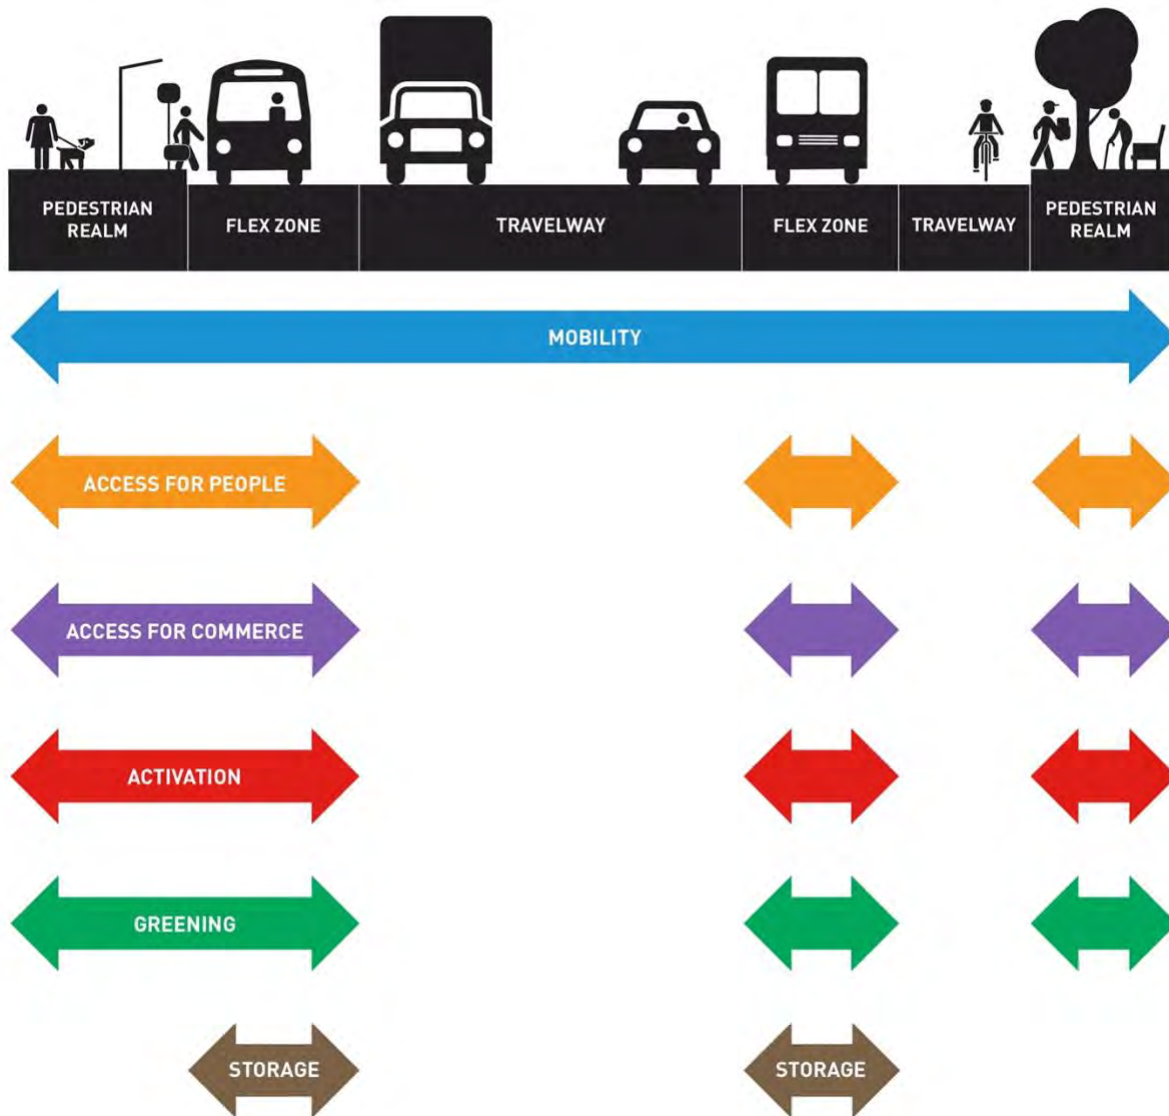 PEDESTRIAN
REALM
FLEX ZONE
TRAVELWAY
FLEX ZONE
TRAVELWAY
PEDESTRIAN
REALM
MOBILITY
ACCESS FOR PEOPLE
ACCESS FOR COMMERCE
ACTIVATION
GREENING
STORAGE
STORAGE